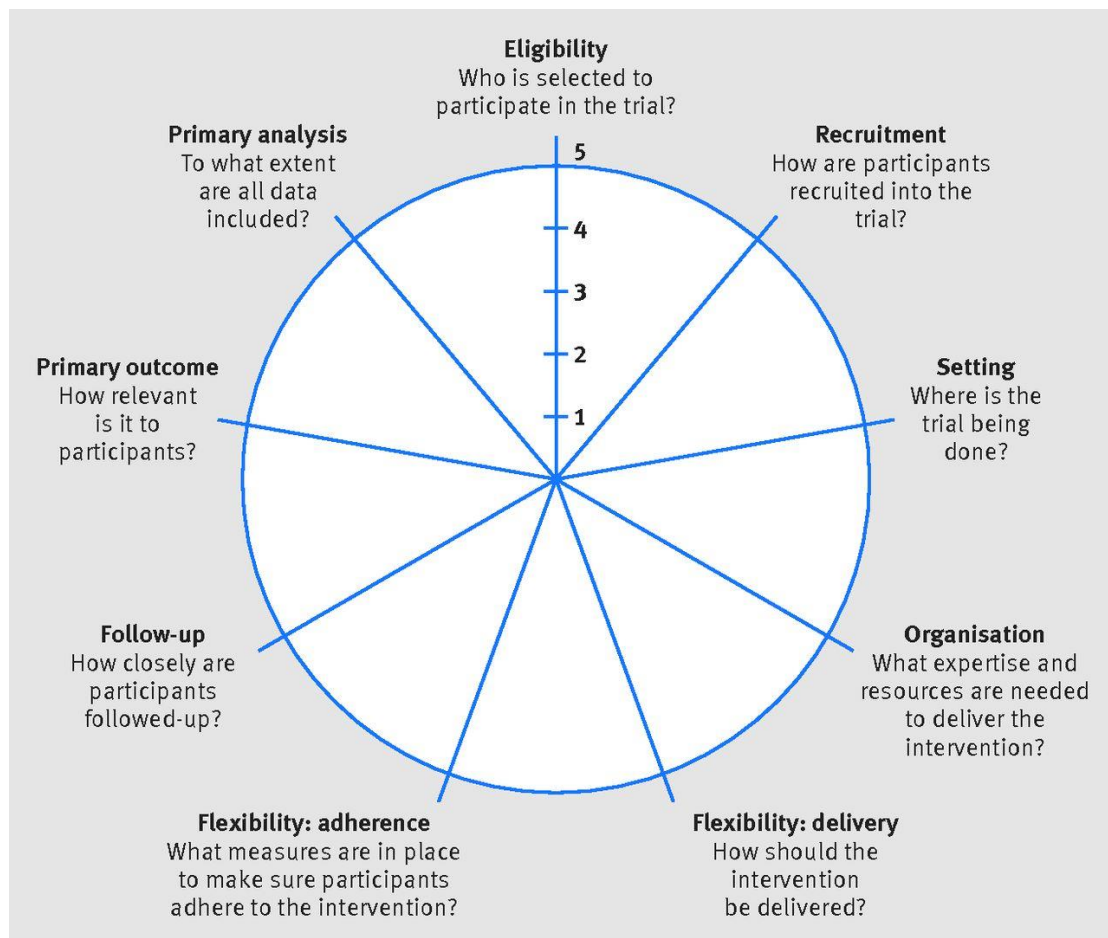 Eligibility
Who is selected to
participate in the trial?
Recruitment
How are participants
recruited into the
trial?
Setting
Where is the
trial being
done?
Organisation
What expertise and
resources are needed
to deliver the
intervention?
Flexibility: delivery
How should the
intervention
be delivered?
Flexibility: adherence
What measures are in place
to make sure participants
adhere to the intervention?
Follow-up
How closely are
participants
followed-up?
Primary outcome
How relevant
is it to
participants?
Primary analysis
To what extent
are all data
included?
5
4
3
2
1